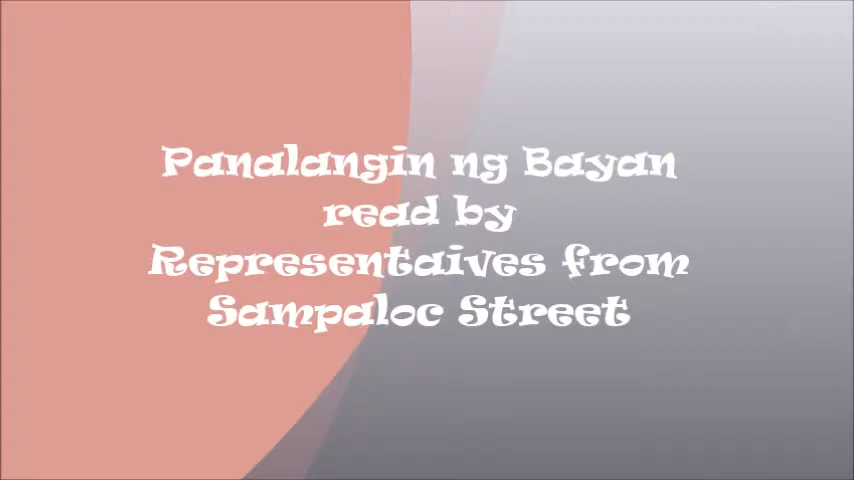 Panalangin ng Bayan
read by
Representaives from
Sampaloc Street